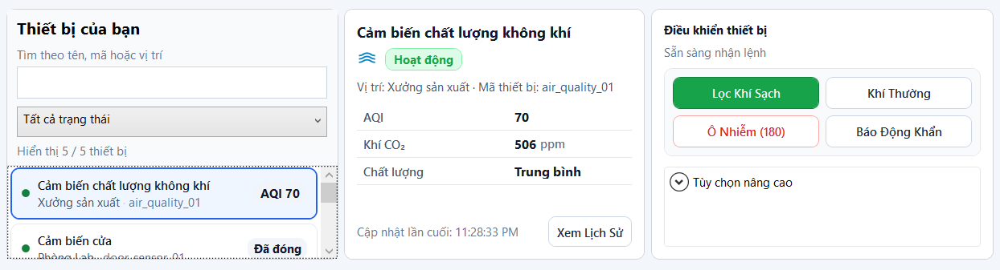 Thiết bị của bạn
Tìm theo tên, mã hoặc vị trí
Tất cả trạng thái
Hiển thị 5 / 5 thiết bị
Cảm biến chất lượng không khí
Xưởng sản xuất · air_quality_01
AQI 70
Cảm biến cửa
Phòng Lab · door_sensor_01
Đã đóng
Cảm biến chất lượng không khí
Hoạt động
Vị trí: Xưởng sản xuất · Mã thiết bị: air_quality_01
AQI 70
Khí CO₂ 506 ppm
Chất lượng Trung bình
Cập nhật lần cuối: 11:28:33 PM
Xem Lịch Sử
Điều khiển thiết bị
Sẵn sàng nhận lệnh
Lọc Khí Sạch
Khí Thường
Ô Nhiễm (180)
Báo Động Khẩn
Tùy chọn nâng cao